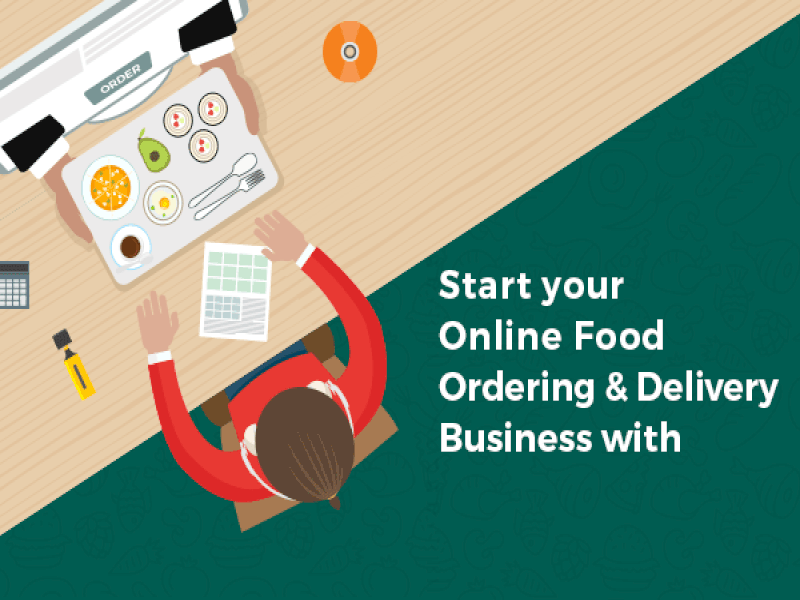 ORDER
Start your
Online Food
Ordering & Delivery
Business with